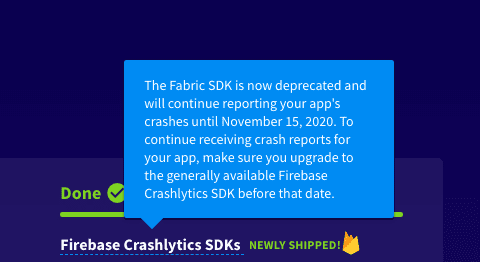 The Fabric SDK is now deprecated and
will continue reporting your app's
crashes until November 15, 2020. To
continue receiving crash reports for
your app, make sure you upgrade to
the generally available Firebase
Crashlytics SDK before that date.
Done
Firebase Crashlytics SDKs NEWLY SHIPPED!